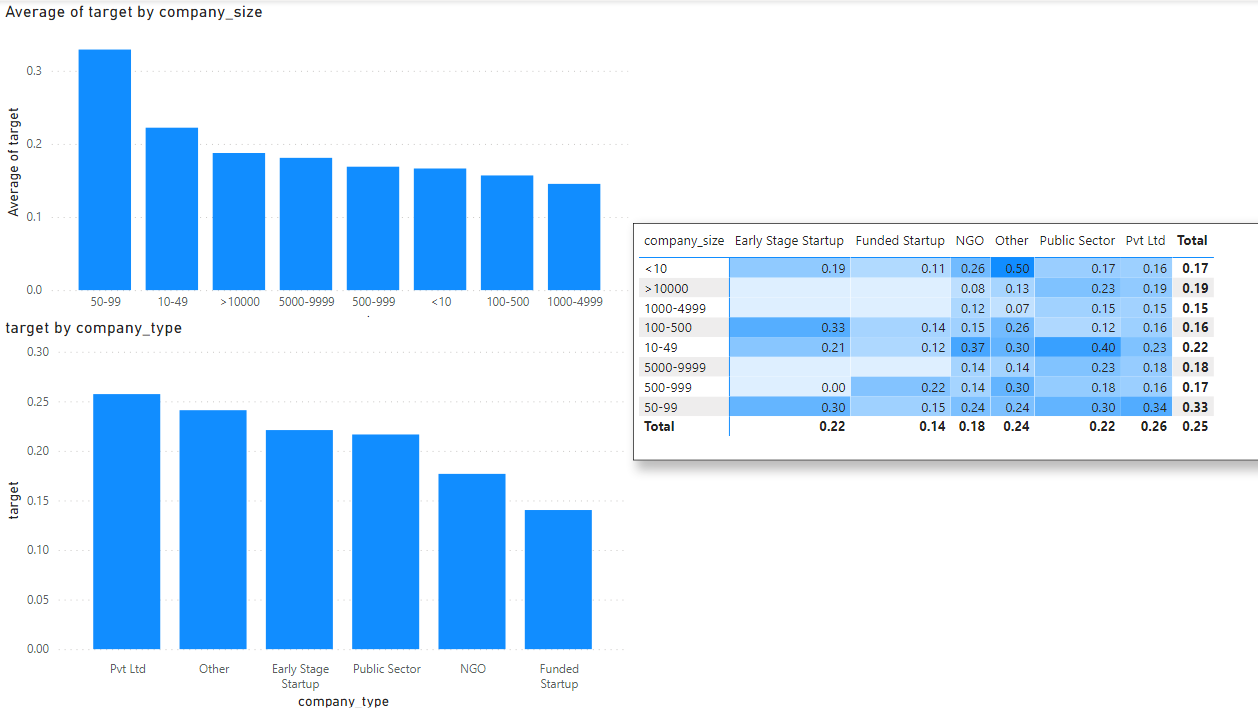 Average of target by company_size
Average of target
0.3
0.2
0.1
0.0
50-99 10-49 >10000 5000-9999 500-999 <10 100-500 1000-4999
target by company_type
target
0.30
0.25
0.20
0.15
0.10
0.05
0.00
Pvt Ltd Other Early Stage Startup Public Sector NGO Funded Startup
company_type
company_size Early Stage Startup Funded Startup NGO Other Public Sector Pvt Ltd Total
<10 0.19 0.11 0.26 0.50 0.17 0.16 0.17
>10000 0.08 0.13 0.23 0.19 0.19
1000-4999 0.12 0.07 0.15 0.15 0.15
100-500 0.33 0.14 0.15 0.26 0.12 0.16 0.16
10-49 0.21 0.12 0.37 0.30 0.40 0.23 0.22
5000-9999 0.14 0.14 0.23 0.18 0.18
500-999 0.00 0.22 0.14 0.30 0.18 0.16 0.17
50-99 0.30 0.15 0.24 0.24 0.30 0.34 0.33
Total 0.22 0.14 0.18 0.24 0.22 0.26 0.25